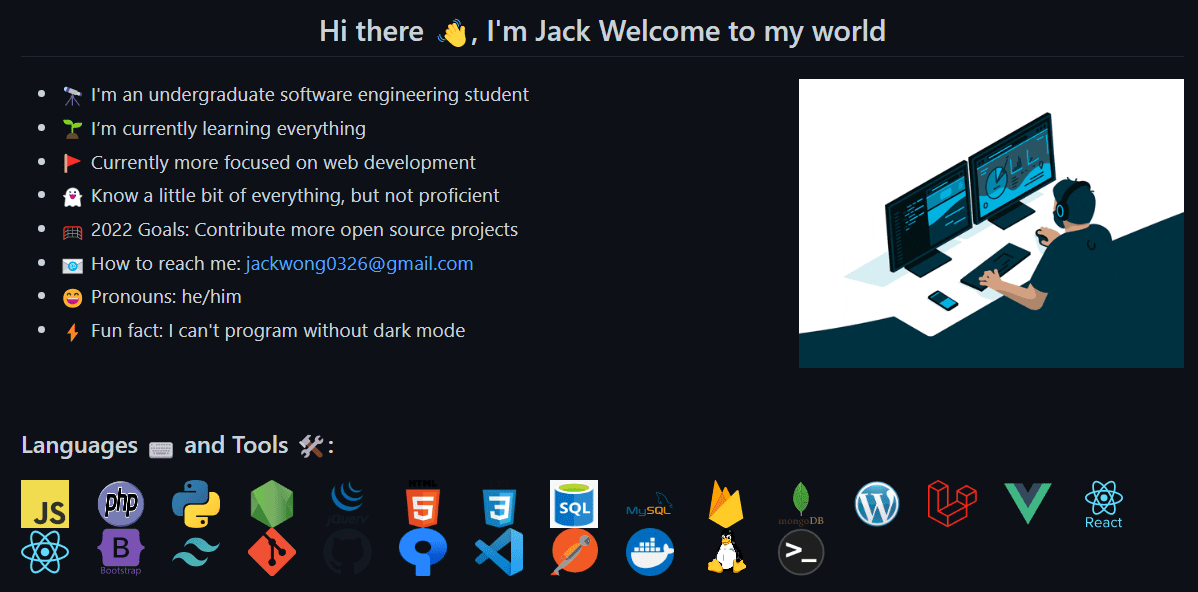 Hi there 👋, I'm Jack Welcome to my world
I'm an undergraduate software engineering student
I’m currently learning everything
Currently more focused on web development
Know a little bit of everything, but not proficient
2022 Goals: Contribute more open source projects
How to reach me: jackwong0326@gmail.com
Pronouns: he/him
Fun fact: I can't program without dark mode
Languages ⌨️ and Tools 🛠️:
JS php jQuery HTML 5 3 SQL MySQL mongoDB W React
B Bootstrap >_